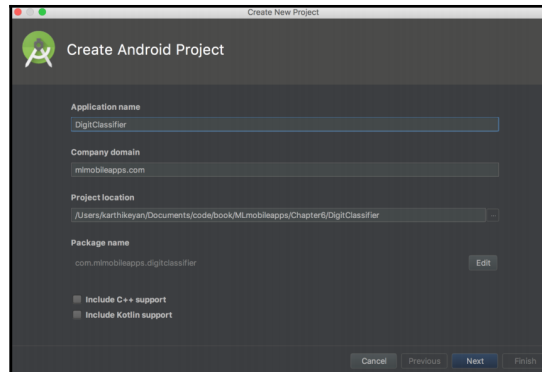 Create New Project
Create Android Project
Application name
DigitClassifier
Company domain
mlmobileapps.com
Project location
/Users/karthikeyan/Documents/code/book/MLmobileapps/Chapter6/DigitClassifier
...
Package name
com.mlmobileapps.digitclassifier
Edit
Include C++ support
Include Kotlin support
Cancel Previous Next Finish